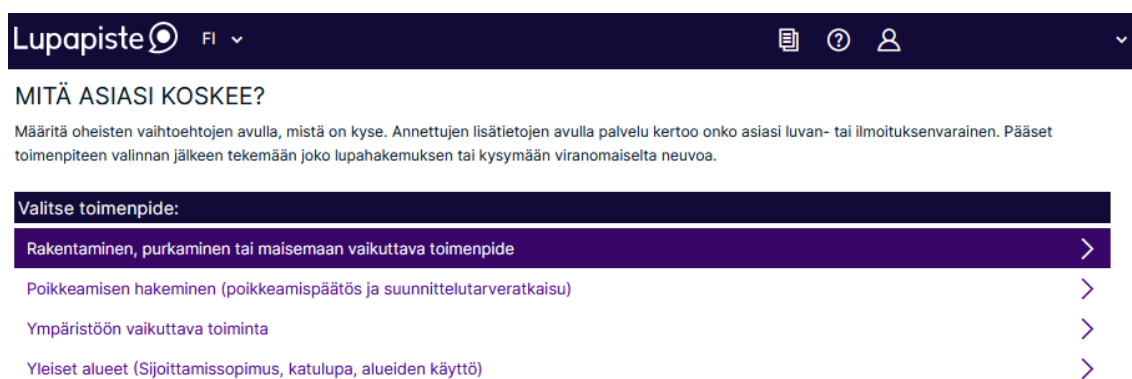 Lupapiste FI
MITÄ ASIASI KOSKEE?
Määritä oheisten vaihtoehtojen avulla, mistä on kyse. Annettujen lisätietojen avulla palvelu kertoo onko asiasi luvan- tai ilmoituksenvarainen. Pääset
toimenpiteen valinnan jälkeen tekemään joko lupahakemuksen tai kysymään viranomaiselta neuvoa.
Valitse toimenpide:
Rakentaminen, purkaminen tai maisemaan vaikuttava toimenpide
Poikkeamisen hakeminen (poikkeamispäätös ja suunnittelutarveratkaisu)
Ympäristöön vaikuttava toiminta
Yleiset alueet (Sijoittamissopimus, katulupa, alueiden käyttö)